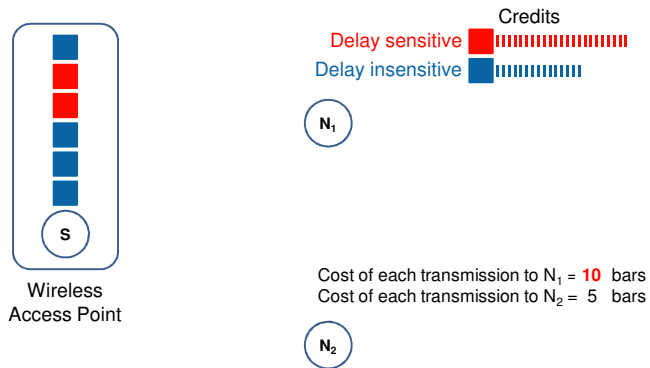 Credits
Delay sensitive
Delay insensitive
N₁
S
Cost of each transmission to N₁ = 10 bars
Cost of each transmission to N₂ = 5 bars
Wireless
Access Point
N₂